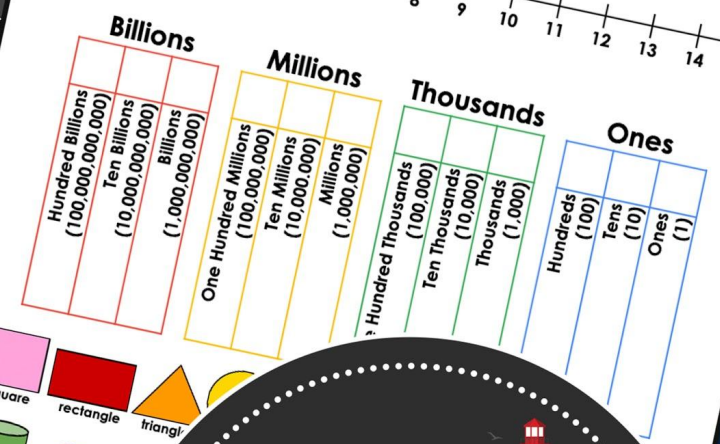 9 10 11 12 13 14
Billions
Hundred Billions
(100,000,000,000)
Ten Billions
(10,000,000,000)
Billions
(1,000,000,000)
Millions
One Hundred Millions
(100,000,000)
Ten Millions
(10,000,000)
Millions
(1,000,000)
Thousands
Hundred Thousands
(100,000)
Ten Thousands
(10,000)
Thousands
(1,000)
Ones
Hundreds
(100)
Tens
(10)
Ones
(1)
rectangle